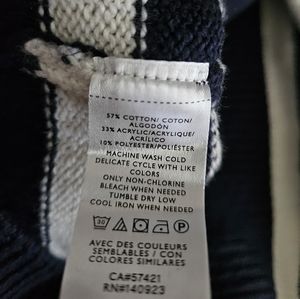 57% COTTON/ COTON/
ALGODÓN
33% ACRYLIC/ACRYLIQUE/
ACRÍLICO
10% POLYESTER/POLIÉSTER
MACHINE WASH COLD
DELICATE CYCLE WITH LIKE
COLORS
ONLY NON-CHLORINE
BLEACH WHEN NEEDED
TUMBLE DRY LOW
COOL IRON WHEN NEEDED
30
AVEC DES COULEURS
SEMBLABLES / CON
COLORES SIMILARES
CA#57421
RN#140923